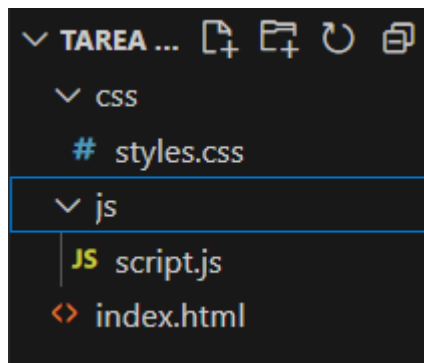 TAREA ...
css
# styles.css
js
JS script.js
<> index.html